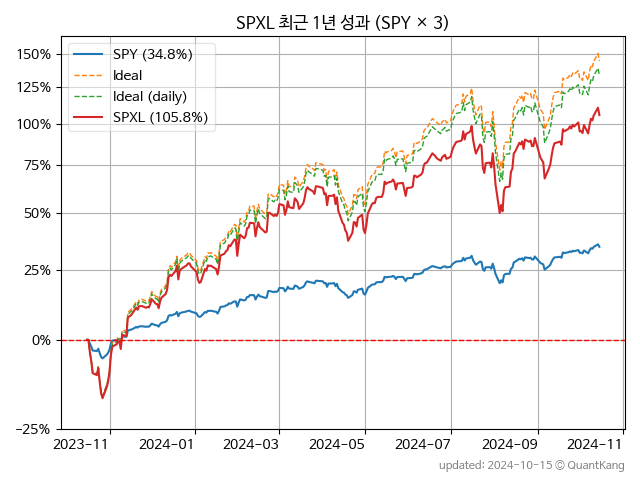 SPXL 최근 1년 성과 (SPY × 3)
150%
125%
100%
75%
50%
25%
0%
−25%
SPY (34.8%)
Ideal
Ideal (daily)
SPXL (105.8%)
2023−11 2024−01 2024−03 2024−05 2024−07 2024−09 2024−11
updated: 2024-10-15 © QuantKang